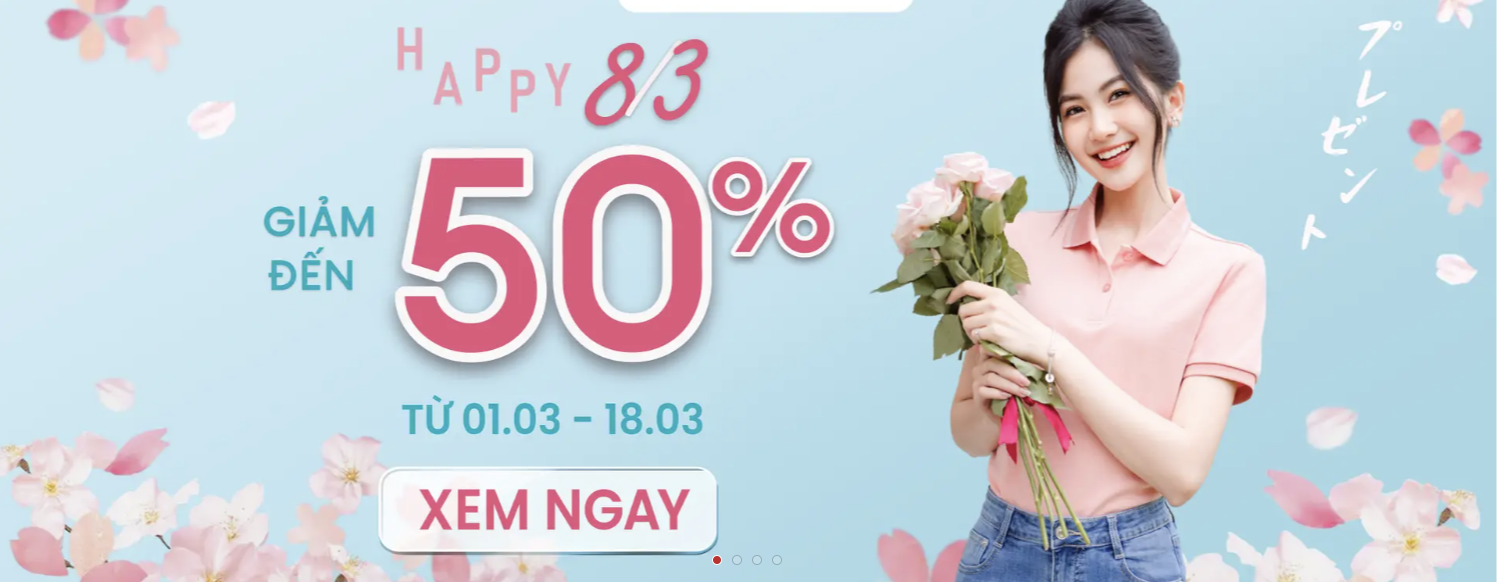 HAPPY 8/3
GIẢM
ĐẾN
50%
TỪ 01.03 - 18.03
XEM NGAY
プレゼント